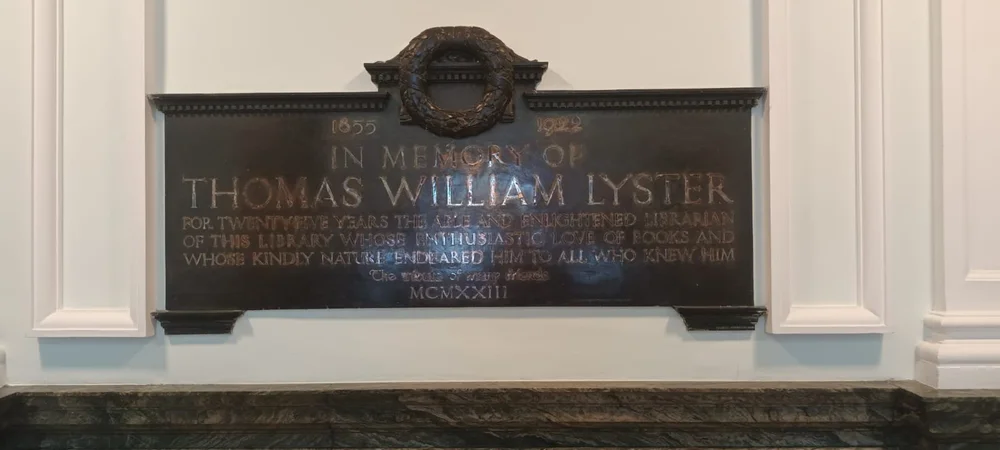 1855 1922
IN MEMORY OF
THOMAS WILLIAM LYSTER
FOR TWENTYFIVE YEARS THE ABLE AND ENLIGHTENED LIBRARIAN
OF THIS LIBRARY WHOSE ENTHUSIASTIC LOVE OF BOOKS AND
WHOSE KINDLY NATURE ENDEARED HIM TO ALL WHO KNEW HIM
The tribute of many friends
MCMXXIII